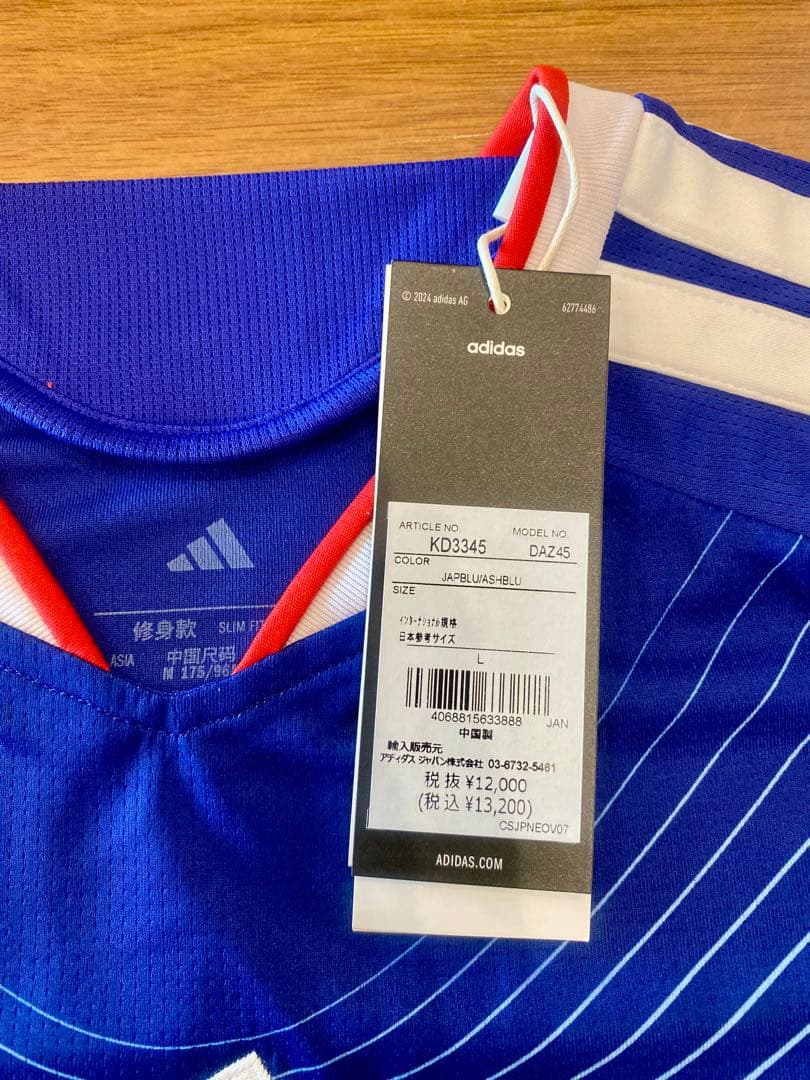 © 2024 adidas AG
62774486
adidas
ARTICLE NO.
MODEL NO.
KD3345
DAZ45
COLOR
JAPBLU/ASHBLU
SIZE
インターナショナル規格
日本参考サイズ
L
4068815633888 JAN
中国製
輸入販売元
アディダス ジャパン株式会社 03-6732-5461
税抜 ¥12,000
(税込 ¥13,200)
CSJPNEOV07
ADIDAS.COM
修身款 SLIM FIT
ASIA 中国尺码
M 175/96